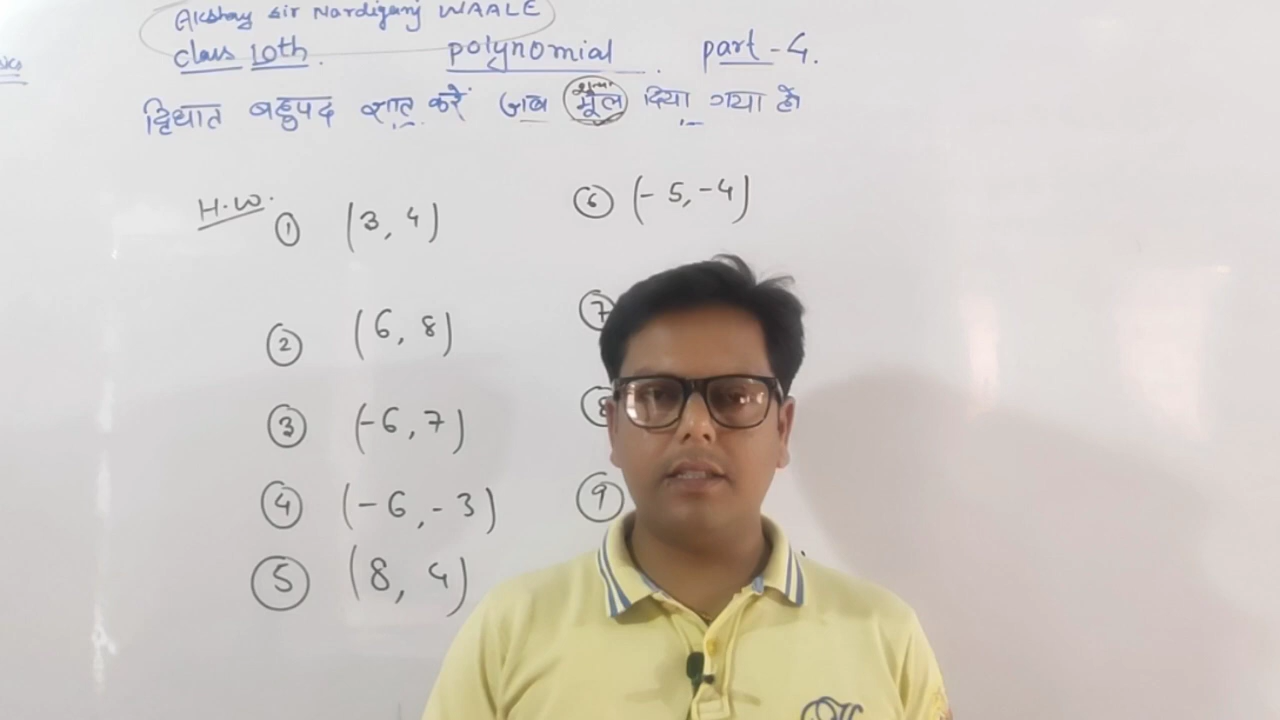 Akshay sir Nardiganj WAALE
class 10th. polynomial. part-4.
द्विघात बहुपद ज्ञात करें जब मूल दिया गया हो
शून्य
H.W.
① (3, 4)
② (6, 8)
③ (-6, 7)
④ (-6, -3)
⑤ (8, 4)
⑥ (-5, -4)
⑦
⑧
⑨